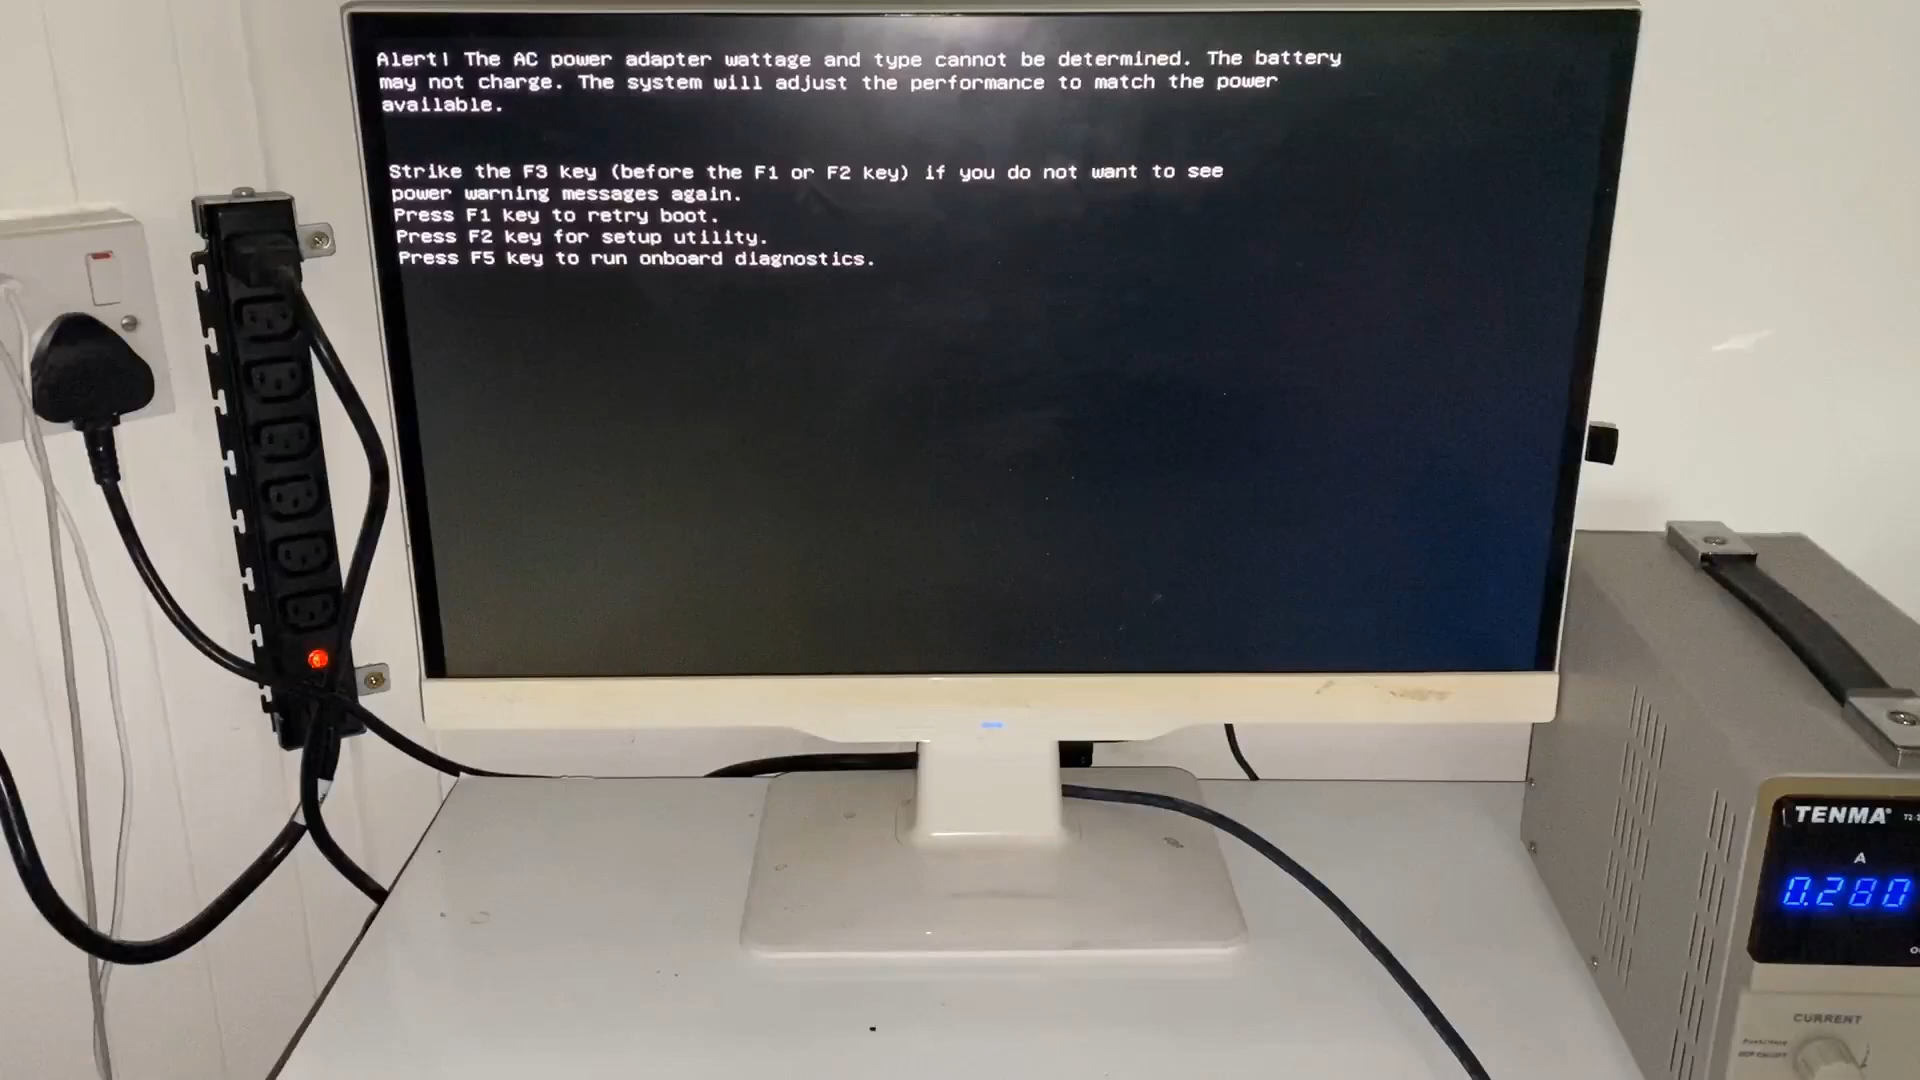 Alert! The AC power adapter wattage and type cannot be determined. The battery
may not charge. The system will adjust the performance to match the power
available.
Strike the F3 key (before the F1 or F2 key) if you do not want to see
power warning messages again.
Press F1 key to retry boot.
Press F2 key for setup utility.
Press F5 key to run onboard diagnostics.
TENMA®
A
0.280
CURRENT